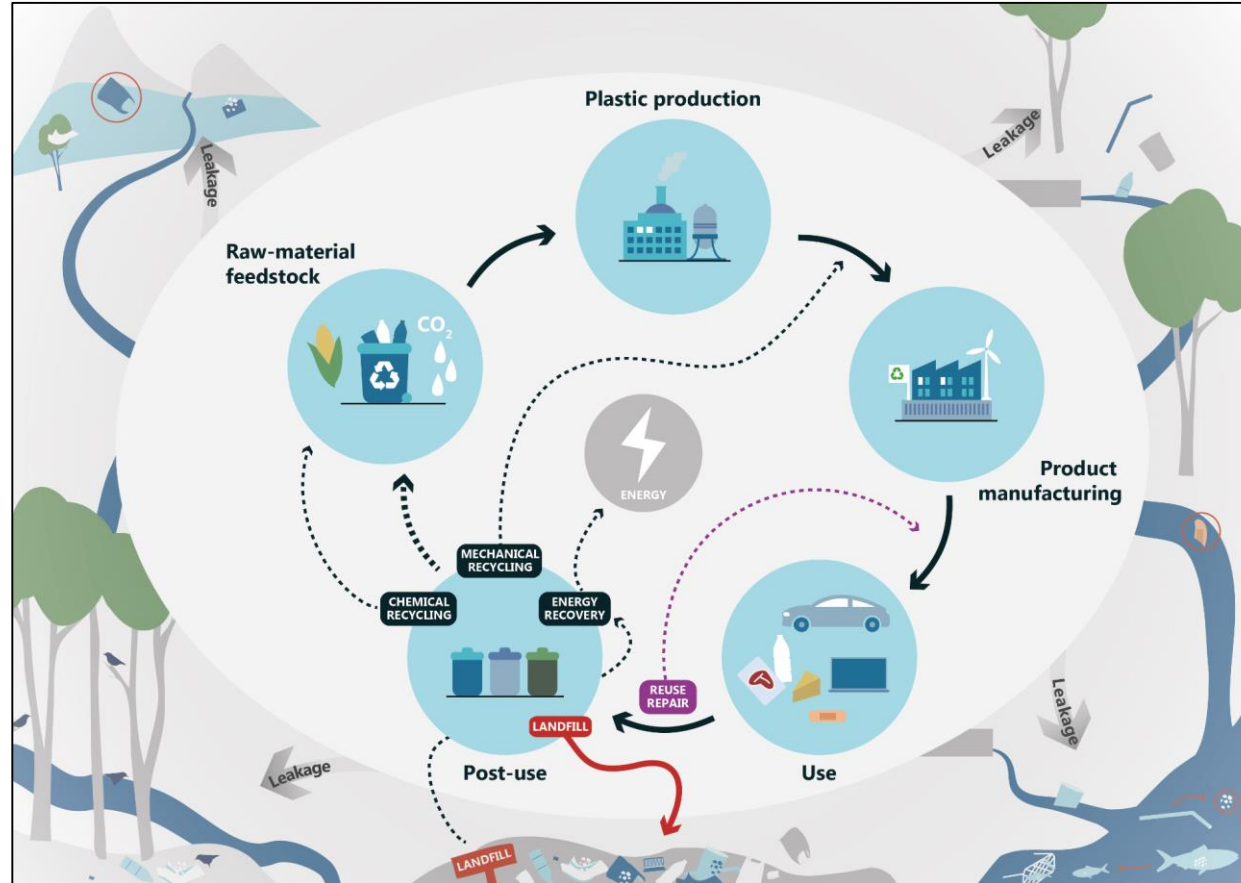 Plastic production
Leakage
Leakage
Raw-material
feedstock
CO₂
ENERGY
Product
manufacturing
MECHANICAL
RECYCLING
CHEMICAL
RECYCLING
ENERGY
RECOVERY
REUSE
REPAIR
LANDFILL
Leakage
Leakage
Post-use
Use
LANDFILL